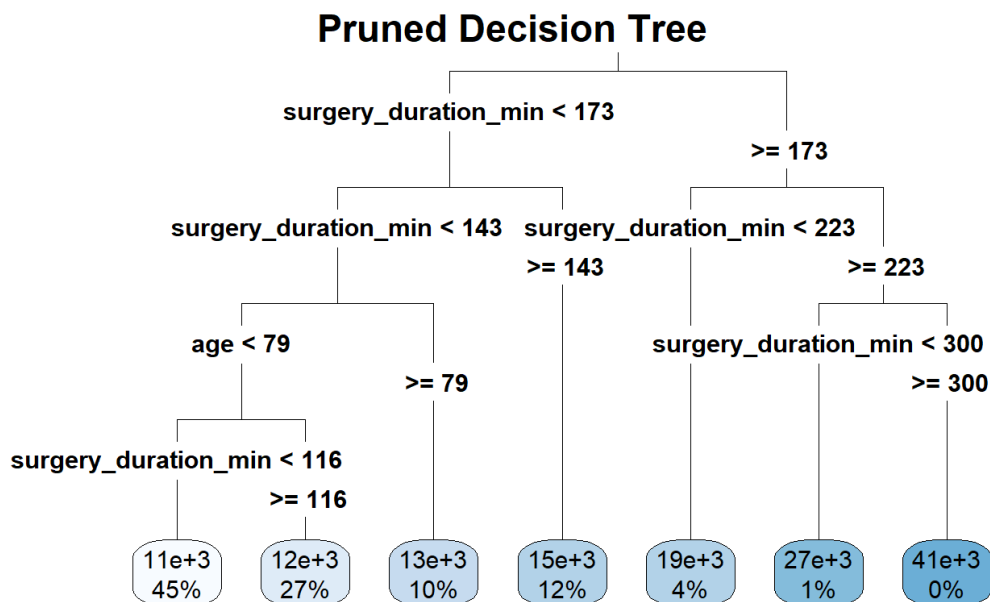 Pruned Decision Tree
surgery_duration_min < 173
>= 173
surgery_duration_min < 143
surgery_duration_min < 223
>= 143
>= 223
age < 79
surgery_duration_min < 300
>= 79
>= 300
surgery_duration_min < 116
>= 116
11e+3
45%
12e+3
27%
13e+3
10%
15e+3
12%
19e+3
4%
27e+3
1%
41e+3
0%